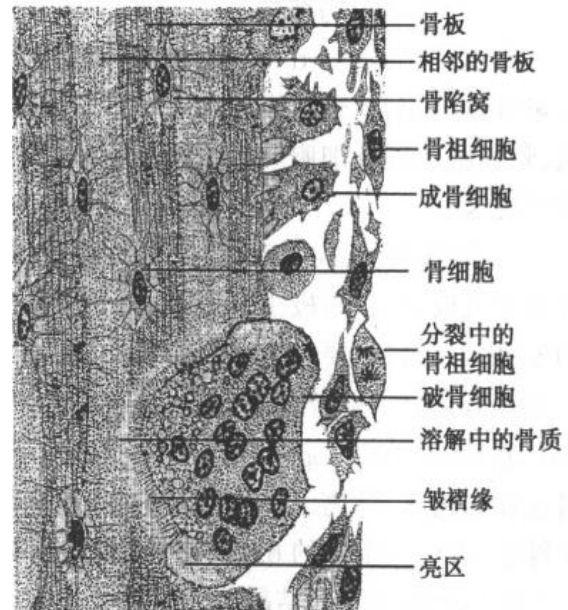 骨板
相邻的骨板
骨陷窝
骨祖细胞
成骨细胞
骨细胞
分裂中的
骨祖细胞
破骨细胞
溶解中的骨质
皱褶缘
亮区